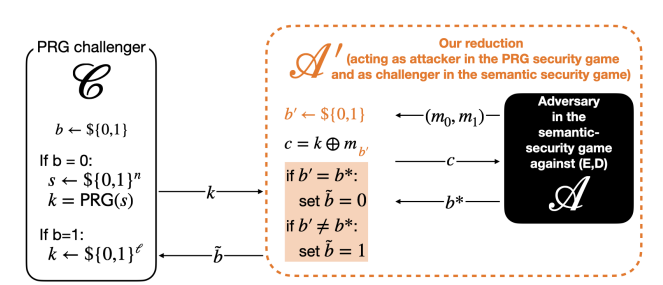 PRG challenger
𝒞
b ← ${0,1}
If b = 0:
s ← ${0,1}ⁿ
k = PRG(s)
If b=1:
k ← ${0,1}^ℓ
k
b̃
Our reduction
𝒜′ (acting as attacker in the PRG security game
and as challenger in the semantic security game)
b′ ← ${0,1}
c = k ⊕ m_b′
if b′ = b*:
set b̃ = 0
if b′ ≠ b*:
set b̃ = 1
(m₀, m₁)
c
b*
Adversary
in the
semantic-
security game
against (E,D)
𝒜